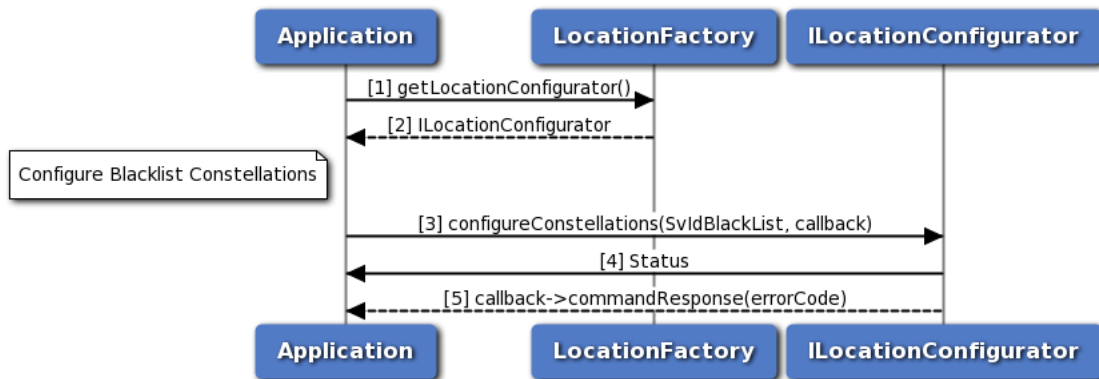 Application
LocationFactory
ILocationConfigurator
[1] getLocationConfigurator()
[2] ILocationConfigurator
Configure Blacklist Constellations
[3] configureConstellations(SvIdBlackList, callback)
[4] Status
[5] callback->commandResponse(errorCode)
Application
LocationFactory
ILocationConfigurator